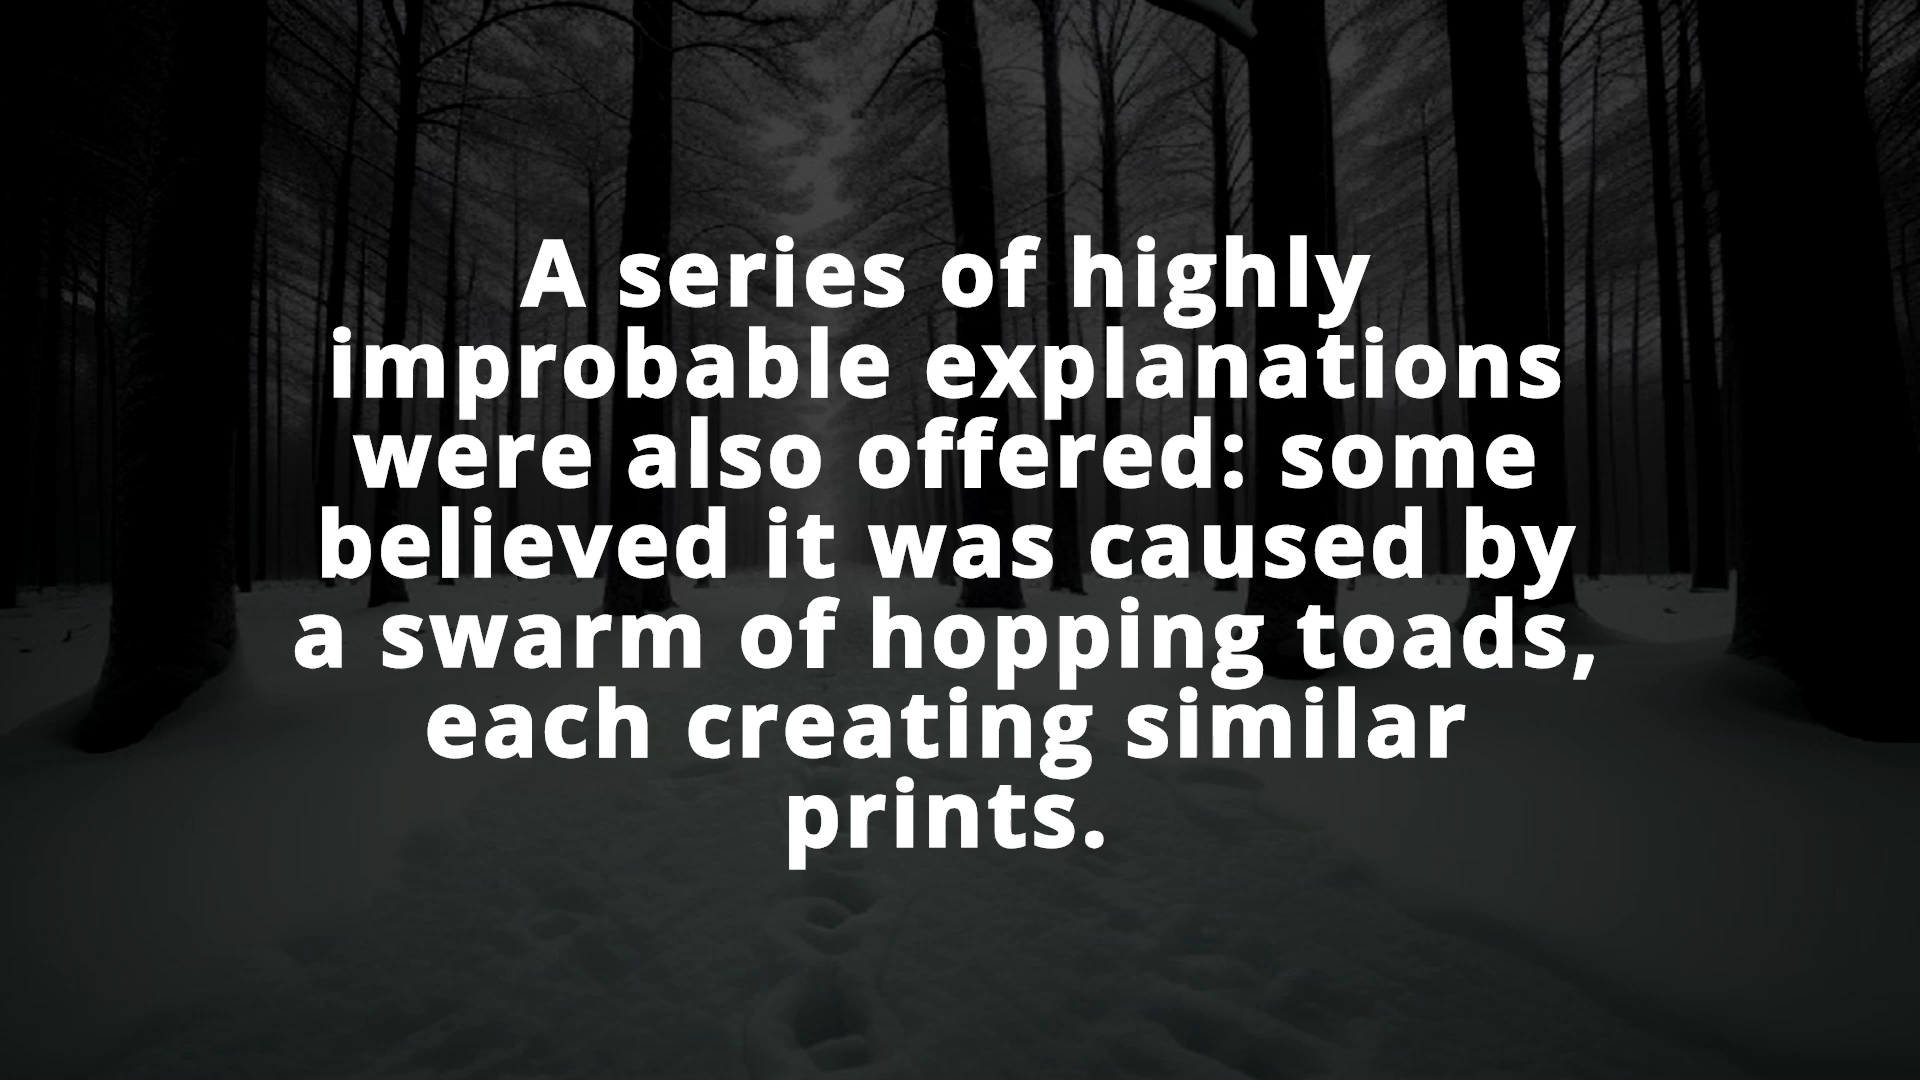 A series of highly
improbable explanations
were also offered: some
believed it was caused by
a swarm of hopping toads,
each creating similar
prints.